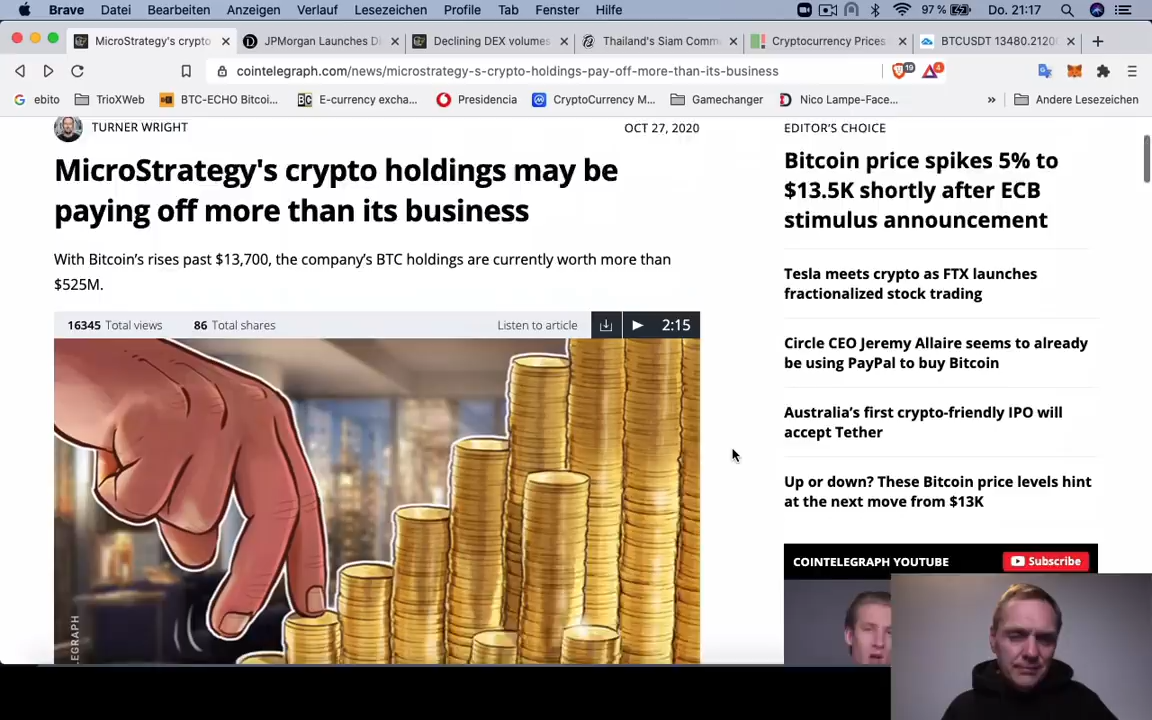 Brave Datei Bearbeiten Anzeigen Verlauf Lesezeichen Profile Tab Fenster Hilfe 97 % Do. 21:17
MicroStrategy's crypto JPMorgan Launches Di Declining DEX volumes Thailand's Siam Comm Cryptocurrency Prices BTCUSDT 13480.2120
cointelegraph.com/news/microstrategy-s-crypto-holdings-pay-off-more-than-its-business 19 4
ebito TrioXWeb BTC-ECHO Bitcoi... E-currency excha... Presidencia CryptoCurrency M... Gamechanger Nico Lampe-Face... » Andere Lesezeichen
TURNER WRIGHT OCT 27, 2020
MicroStrategy's crypto holdings may be
paying off more than its business
With Bitcoin's rises past $13,700, the company's BTC holdings are currently worth more than
$525M.
16345 Total views 86 Total shares Listen to article 2:15
TELEGRAPH
EDITOR'S CHOICE
Bitcoin price spikes 5% to
$13.5K shortly after ECB
stimulus announcement
Tesla meets crypto as FTX launches
fractionalized stock trading
Circle CEO Jeremy Allaire seems to already
be using PayPal to buy Bitcoin
Australia's first crypto-friendly IPO will
accept Tether
Up or down? These Bitcoin price levels hint
at the next move from $13K
COINTELEGRAPH YOUTUBE Subscribe